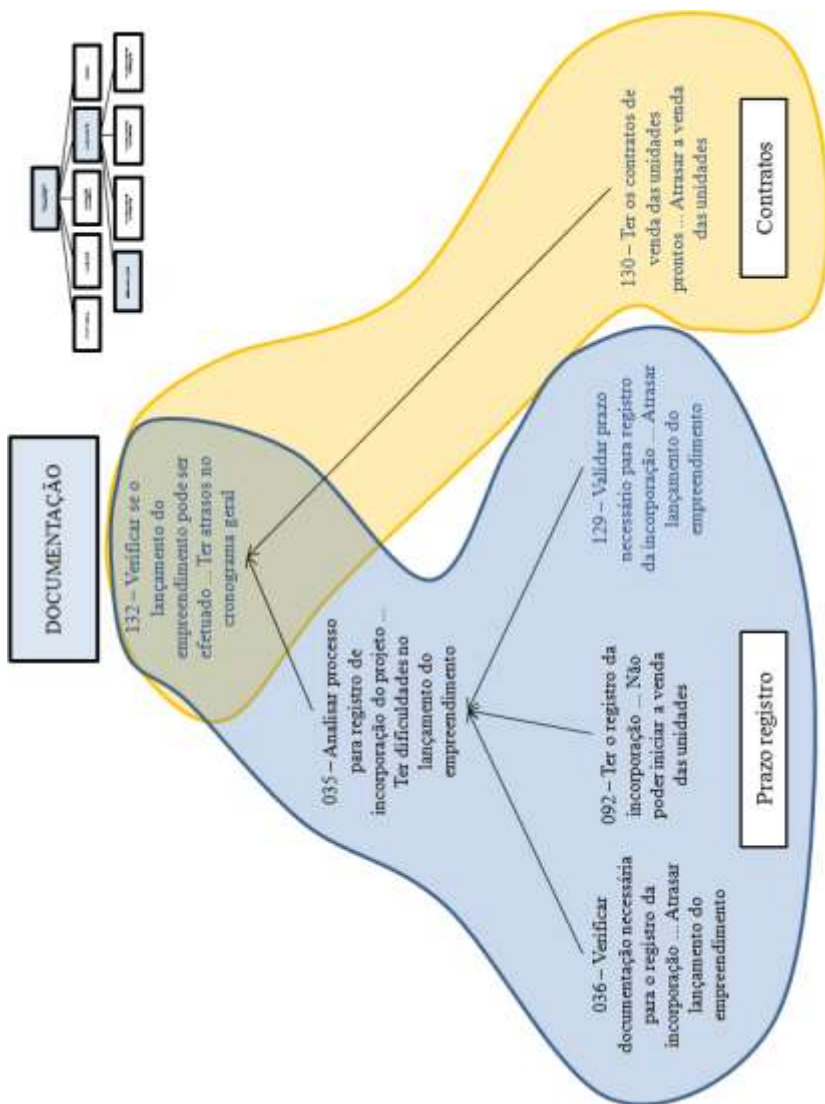 DOCUMENTAÇÃO
132 – Verificar se o
lançamento do
empreendimento pode ser
efetuado ... Ter atrasos no
cronograma geral
035 – Analisar processo
para registro de
incorporação do projeto ...
Ter dificuldades no
lançamento do
empreendimento
036 – Verificar
documentação necessária
para o registro da
incorporação ... Atrasar
lançamento do
empreendimento
092 – Ter o registro da
incorporação ... Não
poder iniciar a venda
das unidades
129 – Validar prazo
necessário para registro
da incorporação ... Atrasar
lançamento do
empreendimento
130 – Ter os contratos de
venda das unidades
prontos ... Atrasar a venda
das unidades
Prazo registro
Contratos